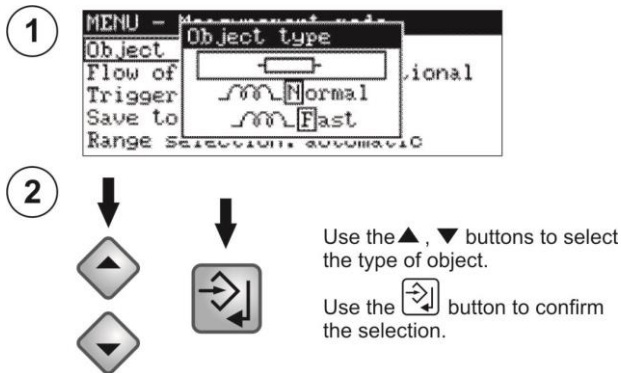 1
MENU -
Object type
Object
Flow of
ional
Trigger
Normal
Save to
Fast
Range selection: automatic
2
Use the ▲ , ▼ buttons to select
the type of object.
Use the button to confirm
the selection.